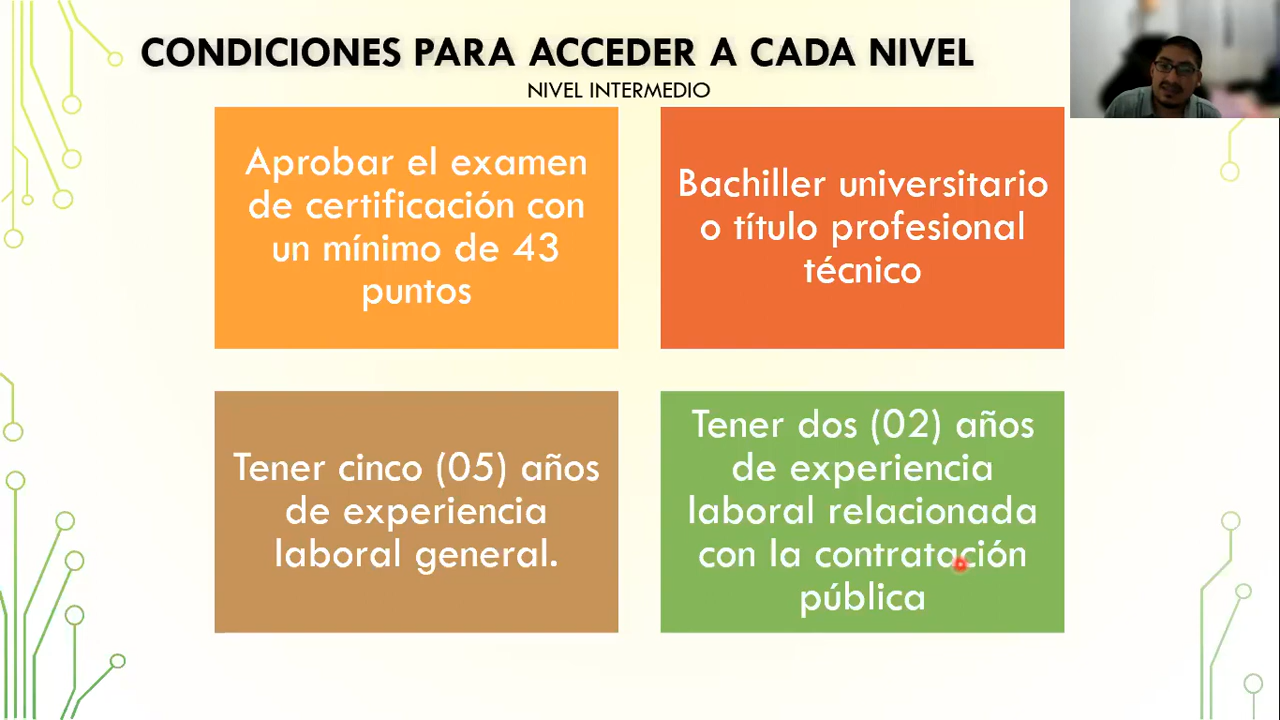 CONDICIONES PARA ACCEDER A CADA NIVEL
NIVEL INTERMEDIO
Aprobar el examen
de certificación con
un mínimo de 43
puntos
Bachiller universitario
o título profesional
técnico
Tener cinco (05) años
de experiencia
laboral general.
Tener dos (02) años
de experiencia
laboral relacionada
con la contratación
pública